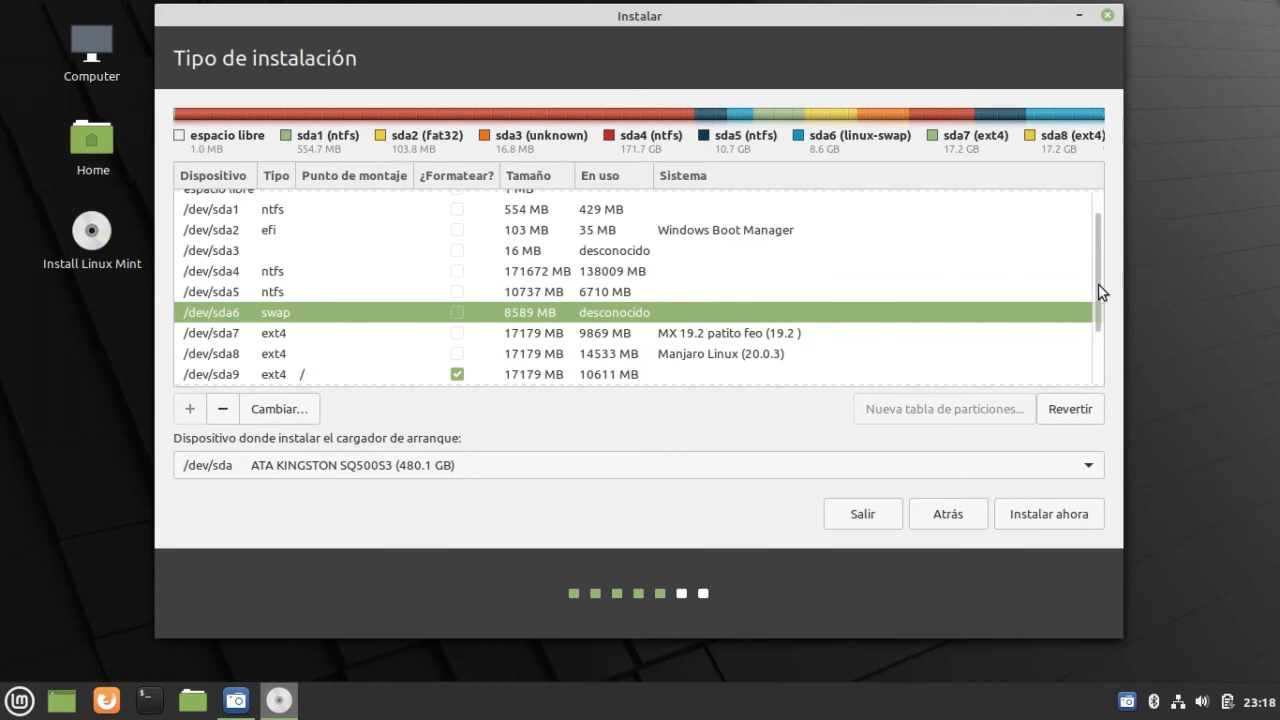 Instalar
Computer
Home
Install Linux Mint
Tipo de instalación
espacio libre sda1 (ntfs) sda2 (fat32) sda3 (unknown) sda4 (ntfs) sda5 (ntfs) sda6 (linux-swap) sda7 (ext4) sda8 (ext4)
1.0 MB 554.7 MB 103.8 MB 16.8 MB 171.7 GB 10.7 GB 8.6 GB 17.2 GB 17.2 GB
Dispositivo Tipo Punto de montaje ¿Formatear? Tamaño En uso Sistema
espacio libre 1 MB
/dev/sda1 ntfs 554 MB 429 MB
/dev/sda2 efi 103 MB 35 MB Windows Boot Manager
/dev/sda3 16 MB desconocido
/dev/sda4 ntfs 171672 MB 138009 MB
/dev/sda5 ntfs 10737 MB 6710 MB
/dev/sda6 swap 8589 MB desconocido
/dev/sda7 ext4 17179 MB 9869 MB MX 19.2 patito feo (19.2 )
/dev/sda8 ext4 17179 MB 14533 MB Manjaro Linux (20.0.3)
/dev/sda9 ext4 / 17179 MB 10611 MB
+ − Cambiar... Nueva tabla de particiones... Revertir
Dispositivo donde instalar el cargador de arranque:
/dev/sda ATA KINGSTON SQ500S3 (480.1 GB)
Salir Atrás Instalar ahora
23:18